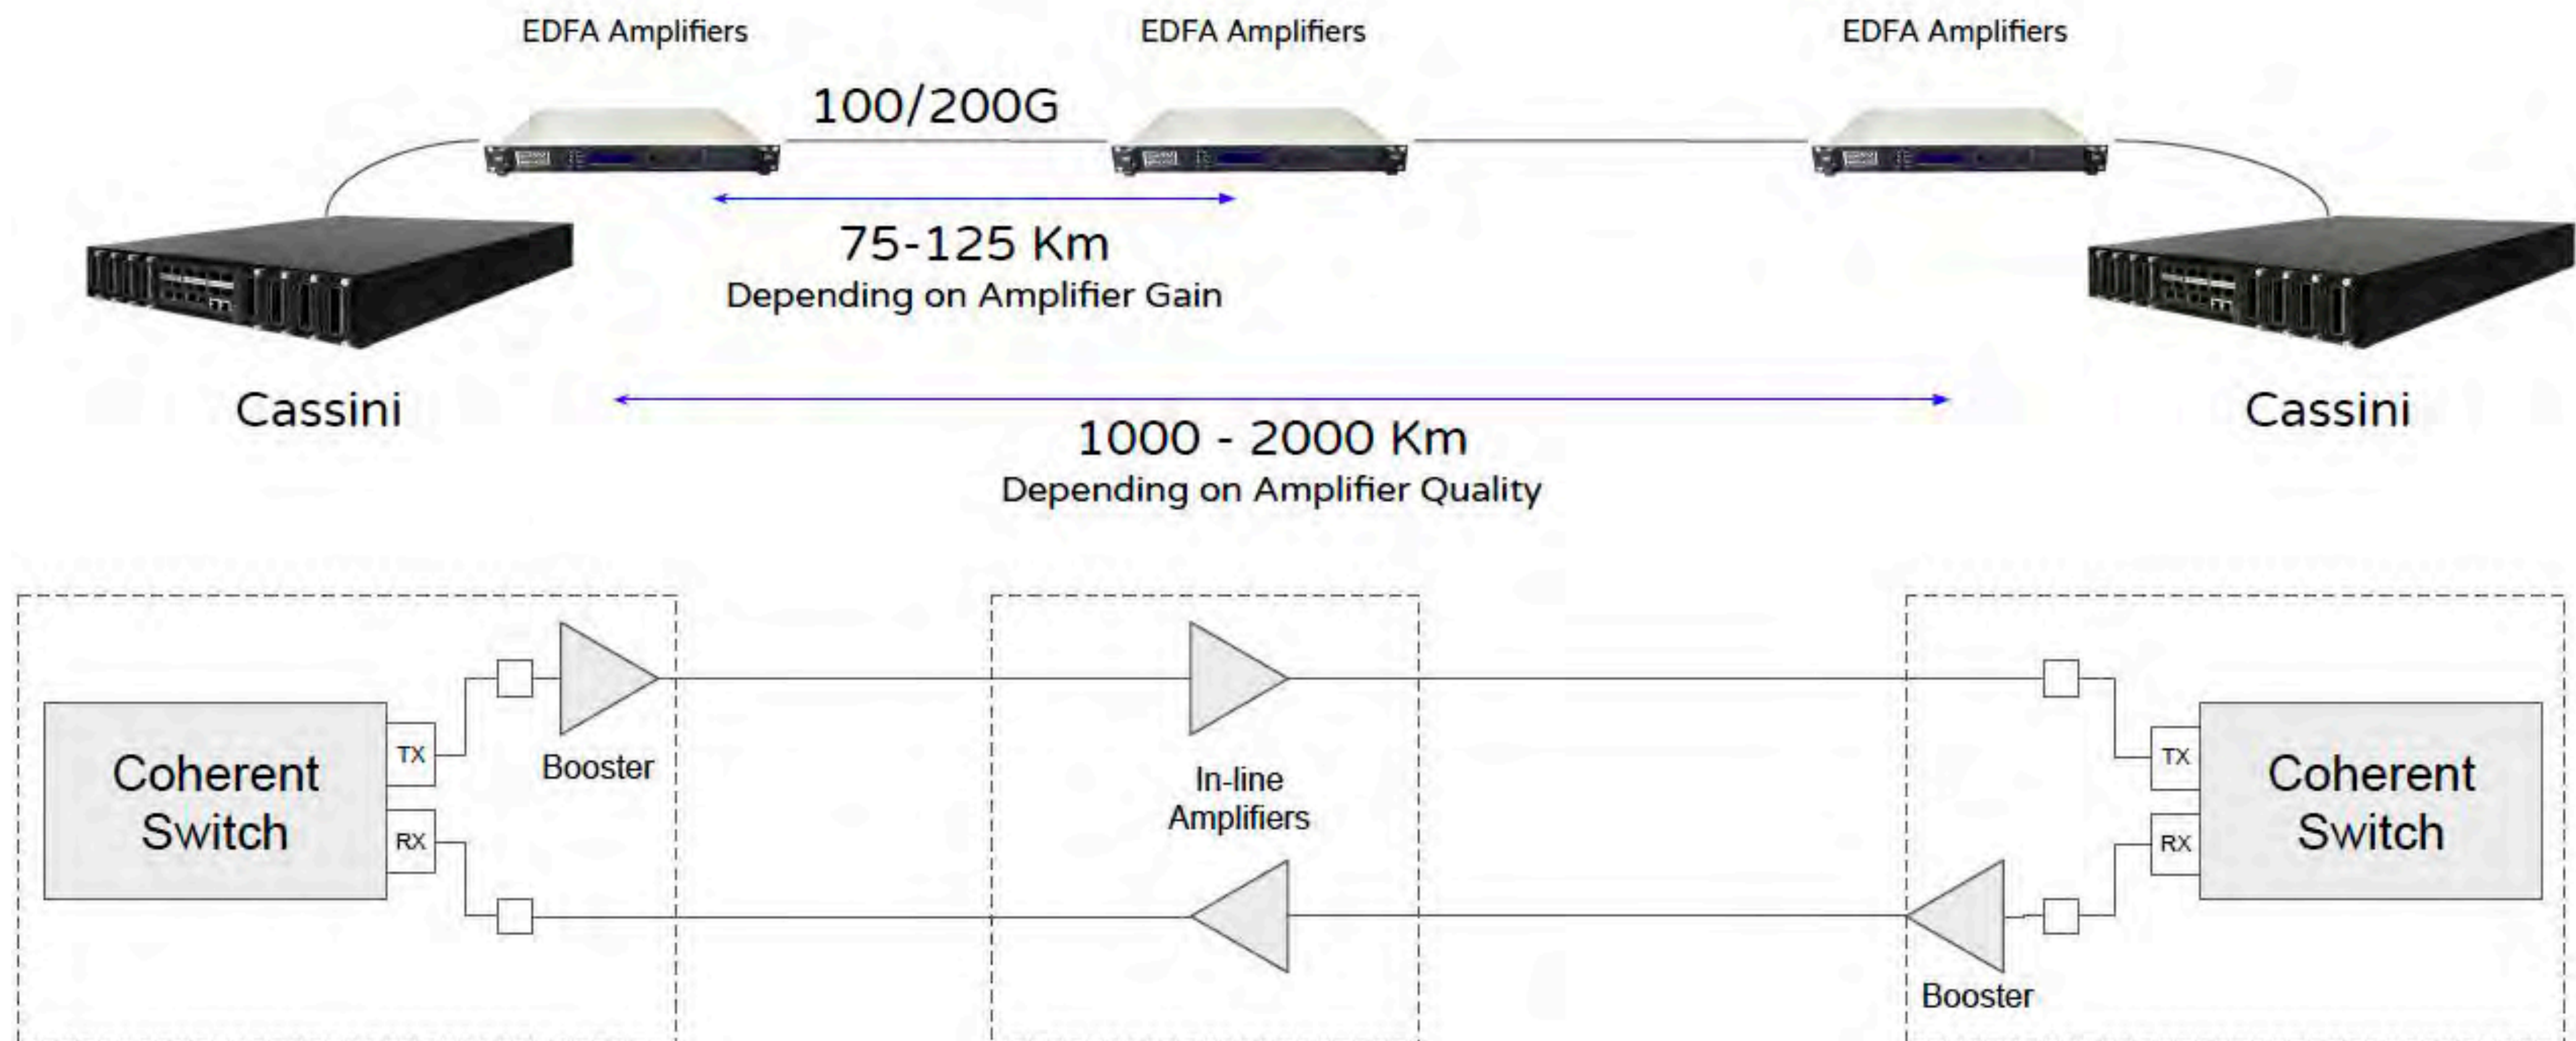 EDFA Amplifiers
EDFA Amplifiers
EDFA Amplifiers
100/200G
75-125 Km
Depending on Amplifier Gain
Cassini
Cassini
1000 - 2000 Km
Depending on Amplifier Quality
Coherent
Switch
TX
RX
Booster
In-line
Amplifiers
TX
RX
Coherent
Switch
Booster